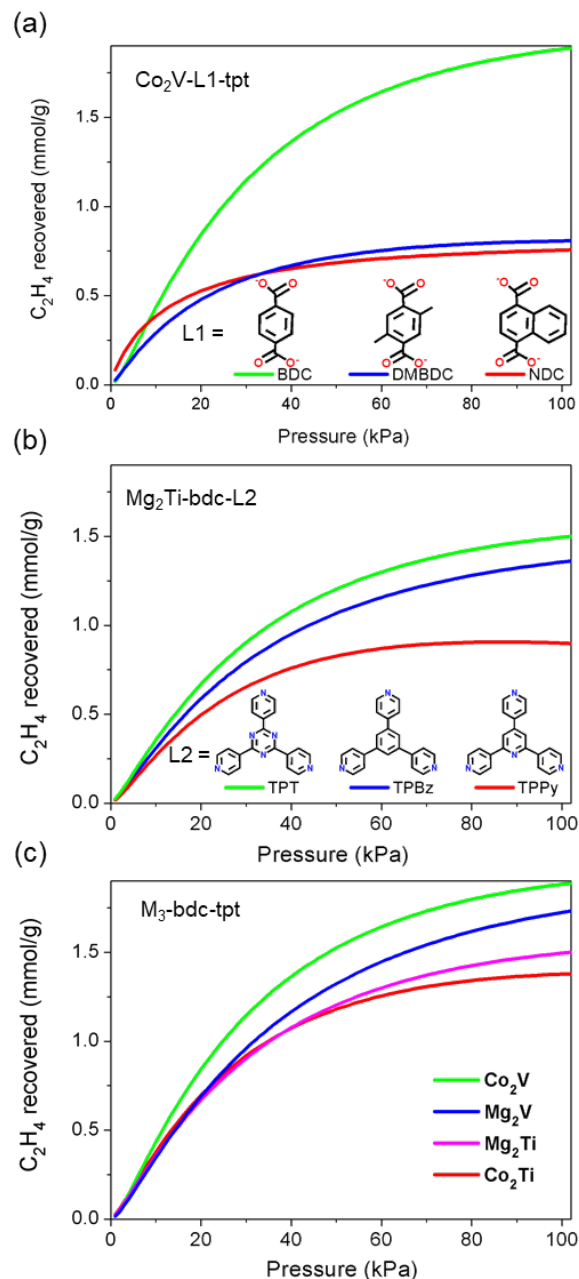 (a)
Co₂V-L1-tpt
C₂H₄ recovered (mmol/g)
1.5
1.0
0.5
0.0
L1 =
⁻O O
O O⁻
BDC
⁻O O
O O⁻
DMBDC
⁻O O
O O⁻
NDC
20 40 60 80 100
Pressure (kPa)
(b)
Mg₂Ti-bdc-L2
C₂H₄ recovered (mmol/g)
1.5
1.0
0.5
0.0
L2 =
N
N N
N
N N
TPT
N
N N
TPBz
N
N N N
TPPy
0 20 40 60 80 100
Pressure (kPa)
(c)
M₃-bdc-tpt
C₂H₄ recovered (mmol/g)
1.5
1.0
0.5
0.0
Co₂V
Mg₂V
Mg₂Ti
Co₂Ti
0 20 40 60 80 100
Pressure (kPa)